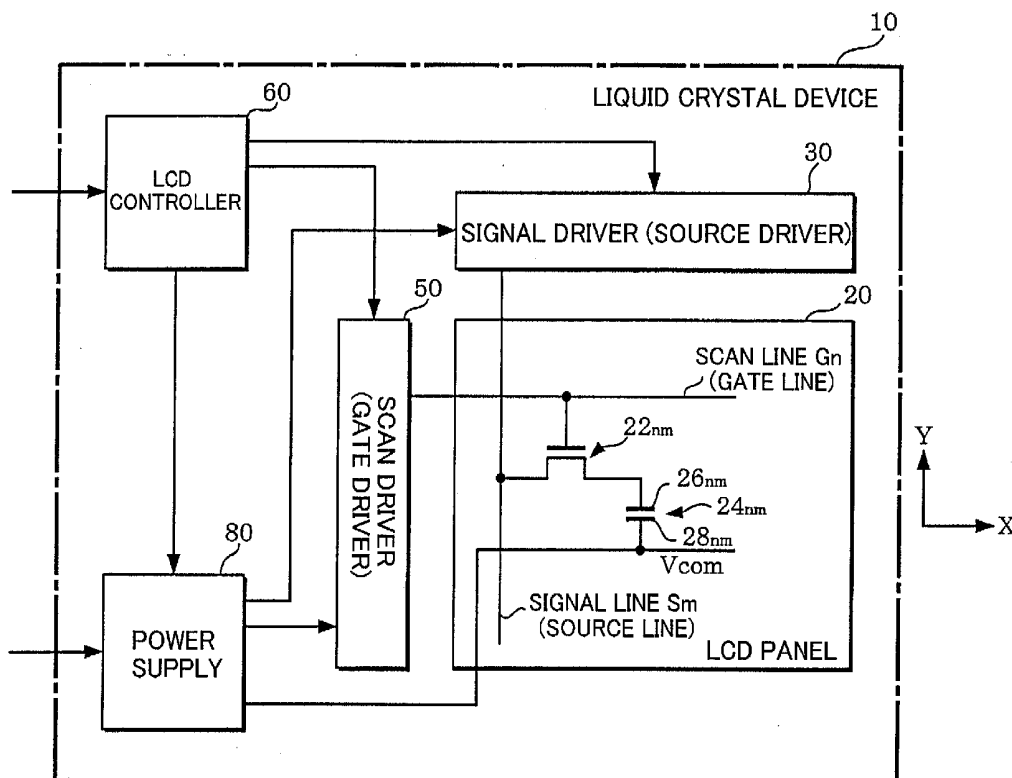 10
LIQUID CRYSTAL DEVICE
60
LCD
CONTROLLER
30
SIGNAL DRIVER (SOURCE DRIVER)
50
SCAN DRIVER
(GATE DRIVER)
20
SCAN LINE Gn
(GATE LINE)
22nm
26nm
24nm
28nm
Vcom
Y
X
80
POWER
SUPPLY
SIGNAL LINE Sm
(SOURCE LINE)
LCD PANEL